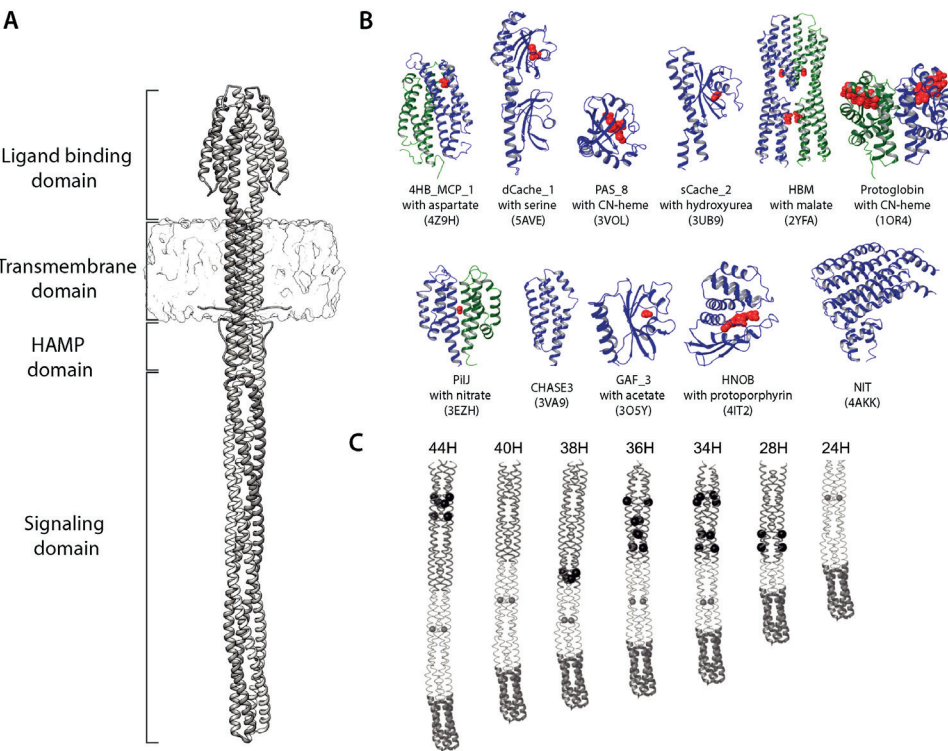 A
Ligand binding
domain
Transmembrane
domain
HAMP
domain
Signaling
domain
B
4HB_MCP_1
with aspartate
(4Z9H)
dCache_1
with serine
(5AVE)
PAS_8
with CN-heme
(3VOL)
sCache_2
with hydroxyurea
(3UB9)
HBM
with malate
(2YFA)
Protoglobin
with CN-heme
(1OR4)
PilJ
with nitrate
(3EZH)
CHASE3
(3VA9)
GAF_3
with acetate
(3O5Y)
HNOB
with protoporphyrin
(4IT2)
NIT
(4AKK)
C
44H
40H
38H
36H
34H
28H
24H